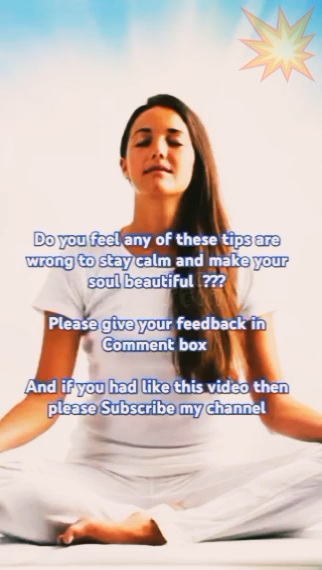 Do you feel any of these tips are
wrong to stay calm and make your
soul beautiful ???
Please give your feedback in
Comment box
And if you had like this video then
please Subscribe my channel